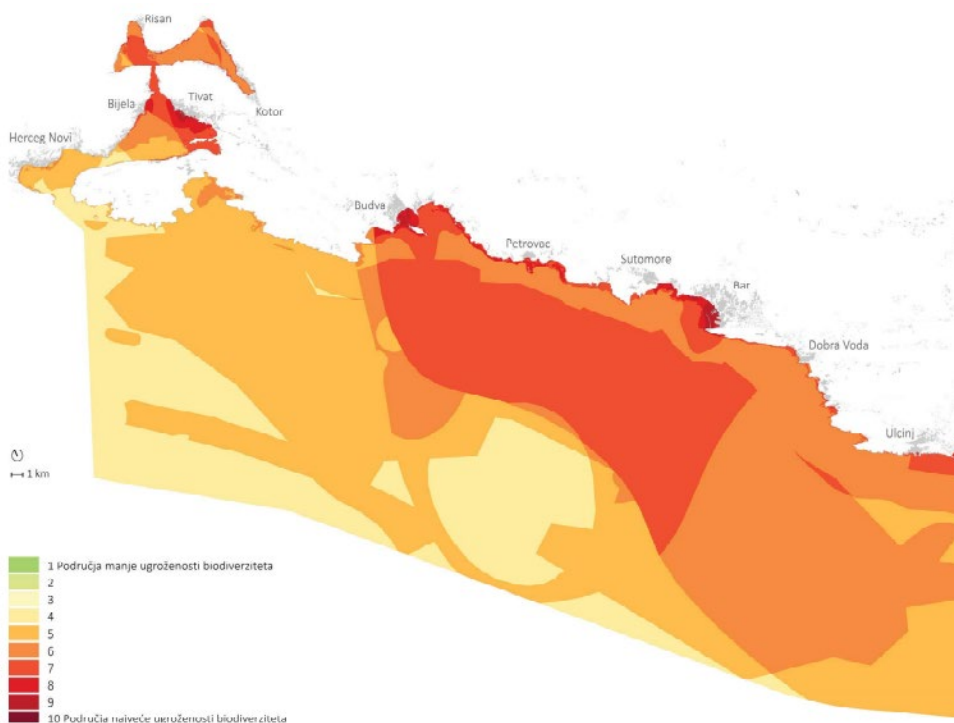 Risan
Bijela
Tivat
Kotor
Herceg Novi
Budva
Petrovac
Sutomore
Bar
Dobra Voda
Ulcinj
1 km
1 Područja manje ugroženosti biodiverziteta
2
3
4
5
6
7
8
9
10 Područja najveće ugroženosti biodiverziteta